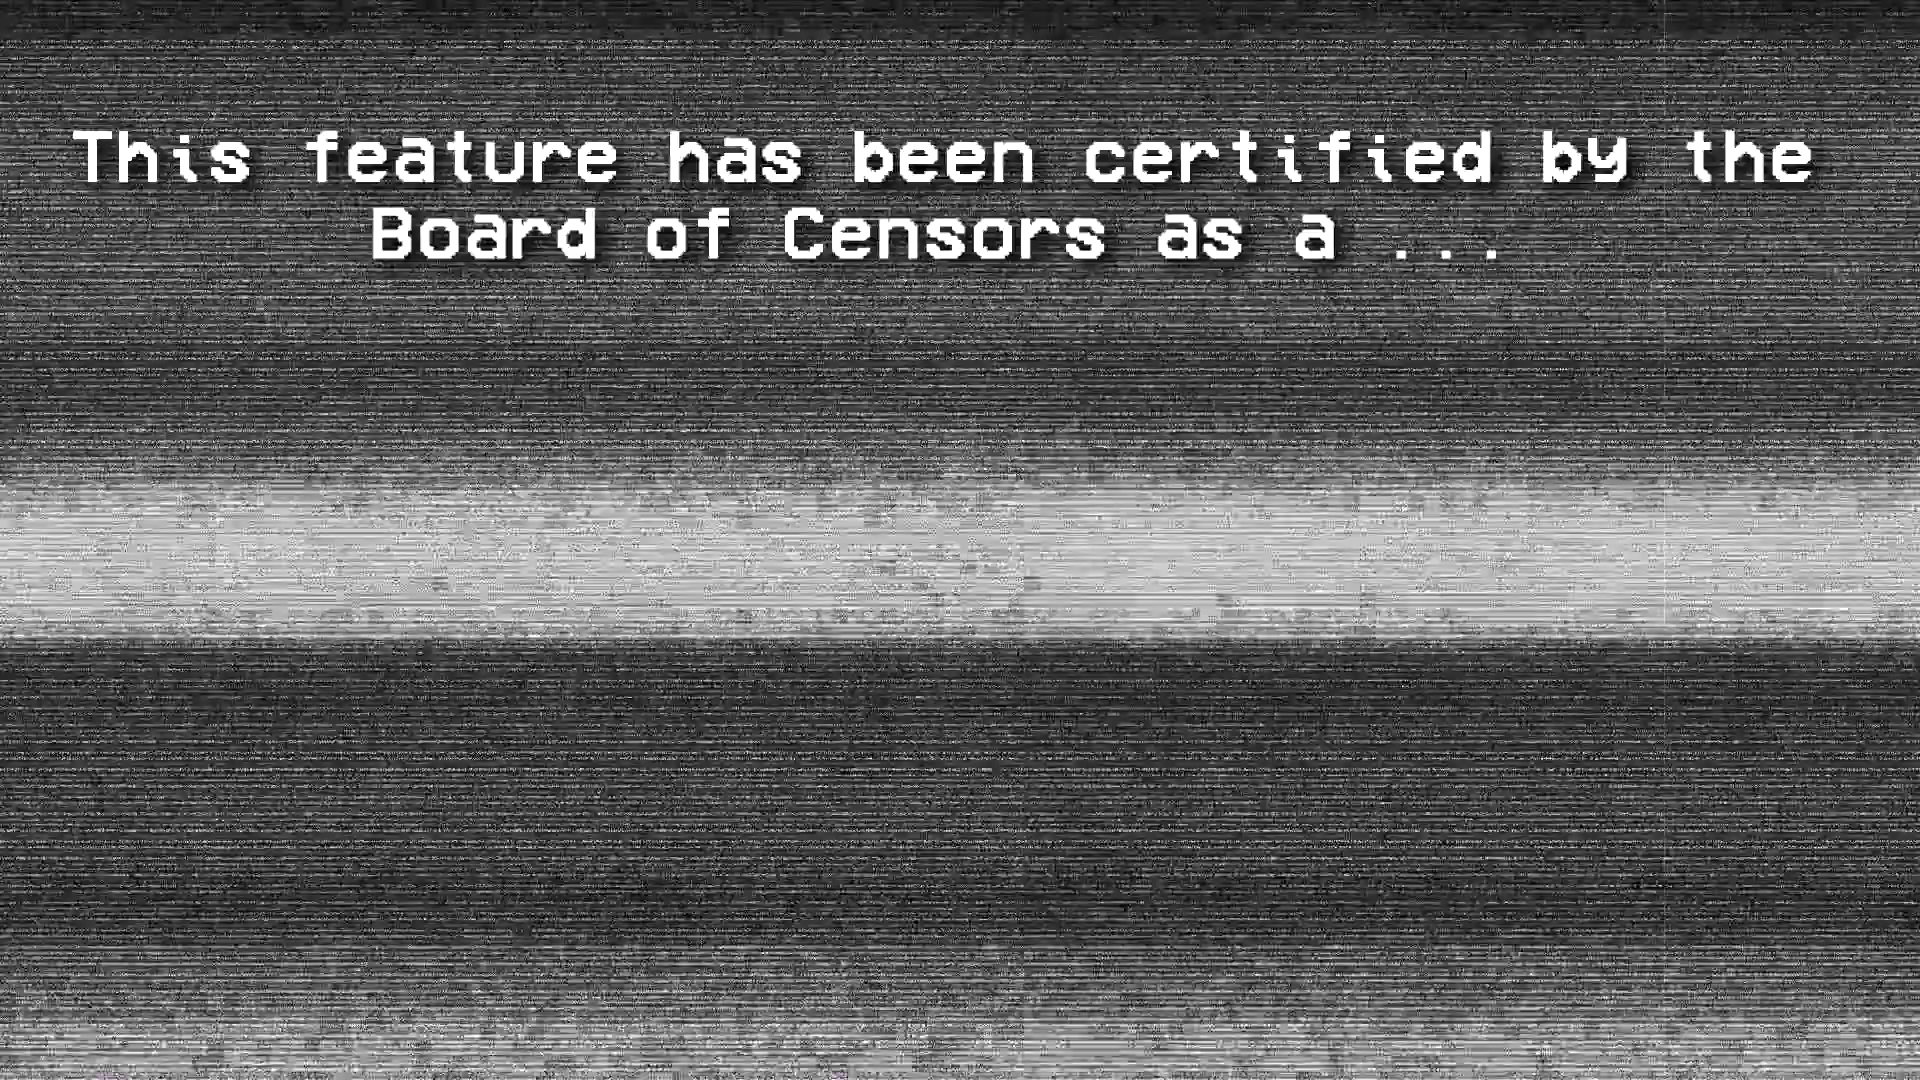 This feature has been certified by the
Board of Censors as a ...